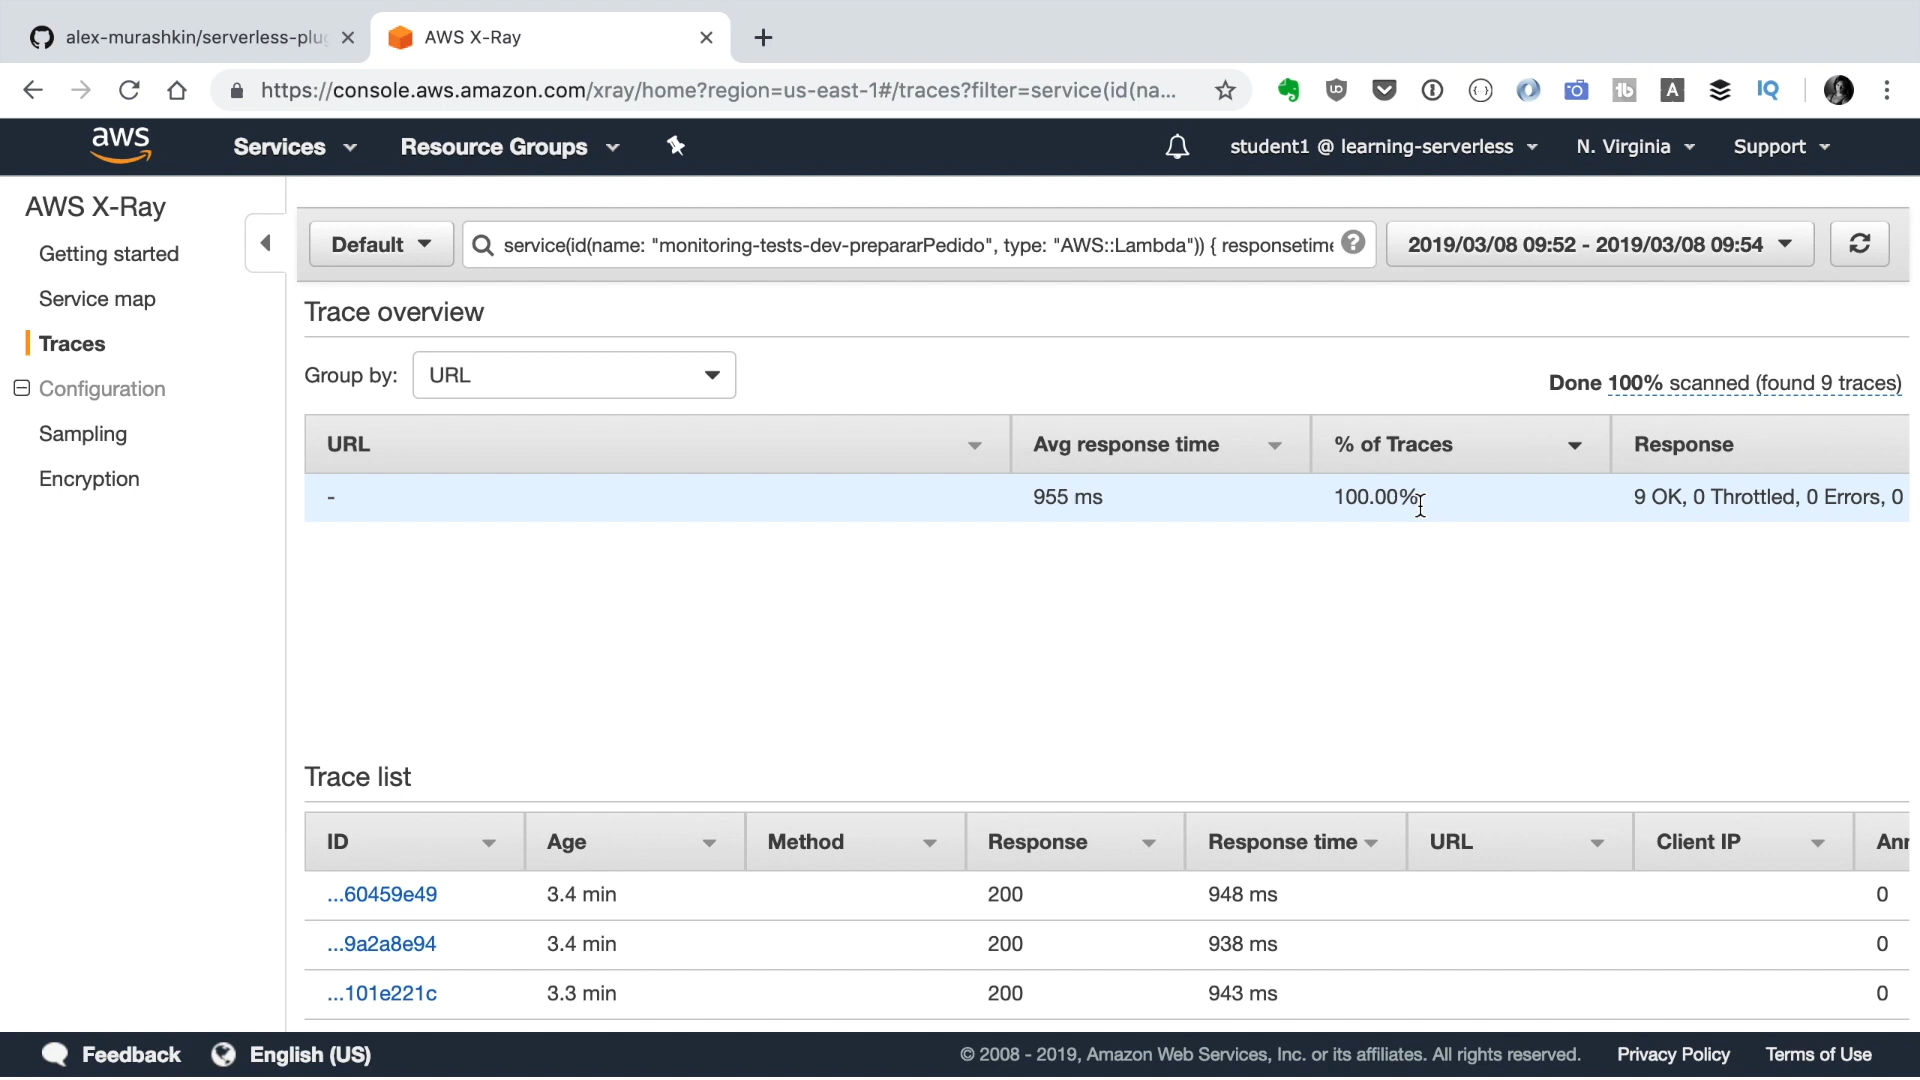 alex-murashkin/serverless-plu
AWS X-Ray
https://console.aws.amazon.com/xray/home?region=us-east-1#/traces?filter=service(id(na...
aws
Services
Resource Groups
student1 @ learning-serverless
N. Virginia
Support
AWS X-Ray
Getting started
Service map
Traces
Configuration
Sampling
Encryption
Default
service(id(name: "monitoring-tests-dev-prepararPedido", type: "AWS::Lambda")) { responsetime
2019/03/08 09:52 - 2019/03/08 09:54
Trace overview
Group by: URL
Done 100% scanned (found 9 traces)
URL Avg response time % of Traces Response
- 955 ms 100.00% 9 OK, 0 Throttled, 0 Errors, 0
Trace list
ID Age Method Response Response time URL Client IP Ann
...60459e49 3.4 min 200 948 ms 0
...9a2a8e94 3.4 min 200 938 ms 0
...101e221c 3.3 min 200 943 ms 0
Feedback
English (US)
© 2008 - 2019, Amazon Web Services, Inc. or its affiliates. All rights reserved.
Privacy Policy
Terms of Use